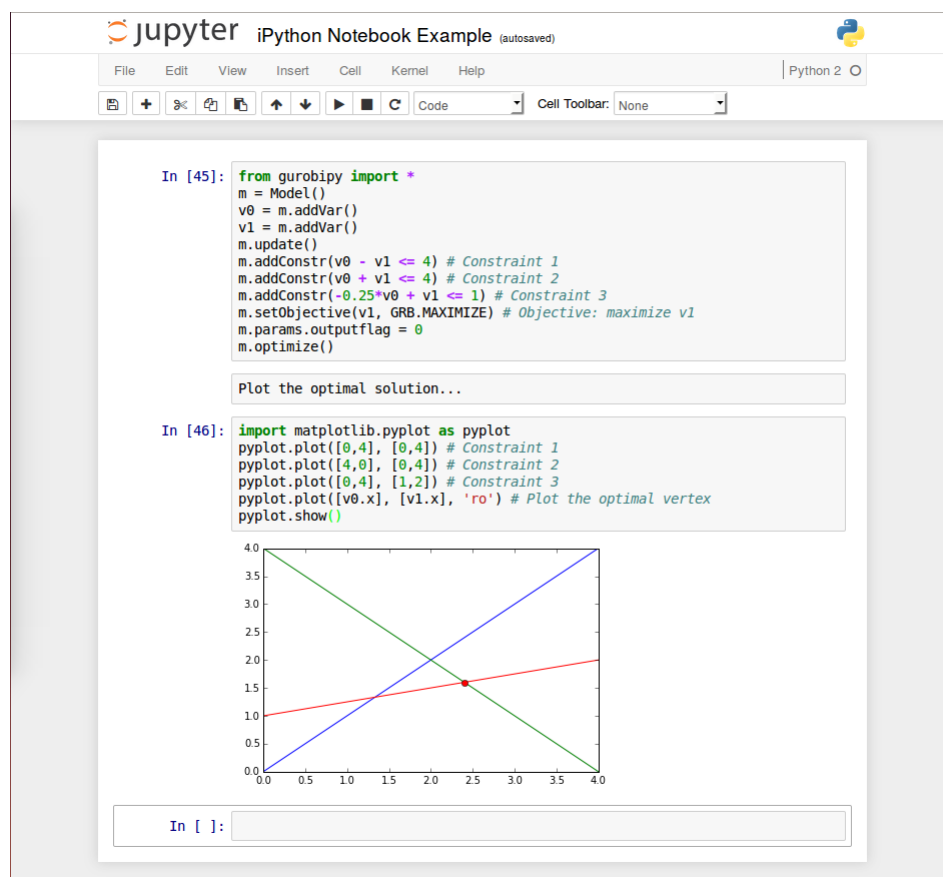 jupyter iPython Notebook Example (autosaved)
File Edit View Insert Cell Kernel Help Python 2
Code Cell Toolbar: None
In [45]: from gurobipy import *
m = Model()
v0 = m.addVar()
v1 = m.addVar()
m.update()
m.addConstr(v0 - v1 <= 4) # Constraint 1
m.addConstr(v0 + v1 <= 4) # Constraint 2
m.addConstr(-0.25*v0 + v1 <= 1) # Constraint 3
m.setObjective(v1, GRB.MAXIMIZE) # Objective: maximize v1
m.params.outputflag = 0
m.optimize()
Plot the optimal solution...
In [46]: import matplotlib.pyplot as pyplot
pyplot.plot([0,4], [0,4]) # Constraint 1
pyplot.plot([4,0], [0,4]) # Constraint 2
pyplot.plot([0,4], [1,2]) # Constraint 3
pyplot.plot([v0.x], [v1.x], 'ro') # Plot the optimal vertex
pyplot.show()
4.0
3.5
3.0
2.5
2.0
1.5
1.0
0.5
0.0
0.0 0.5 1.0 1.5 2.0 2.5 3.0 3.5 4.0
In [ ]: